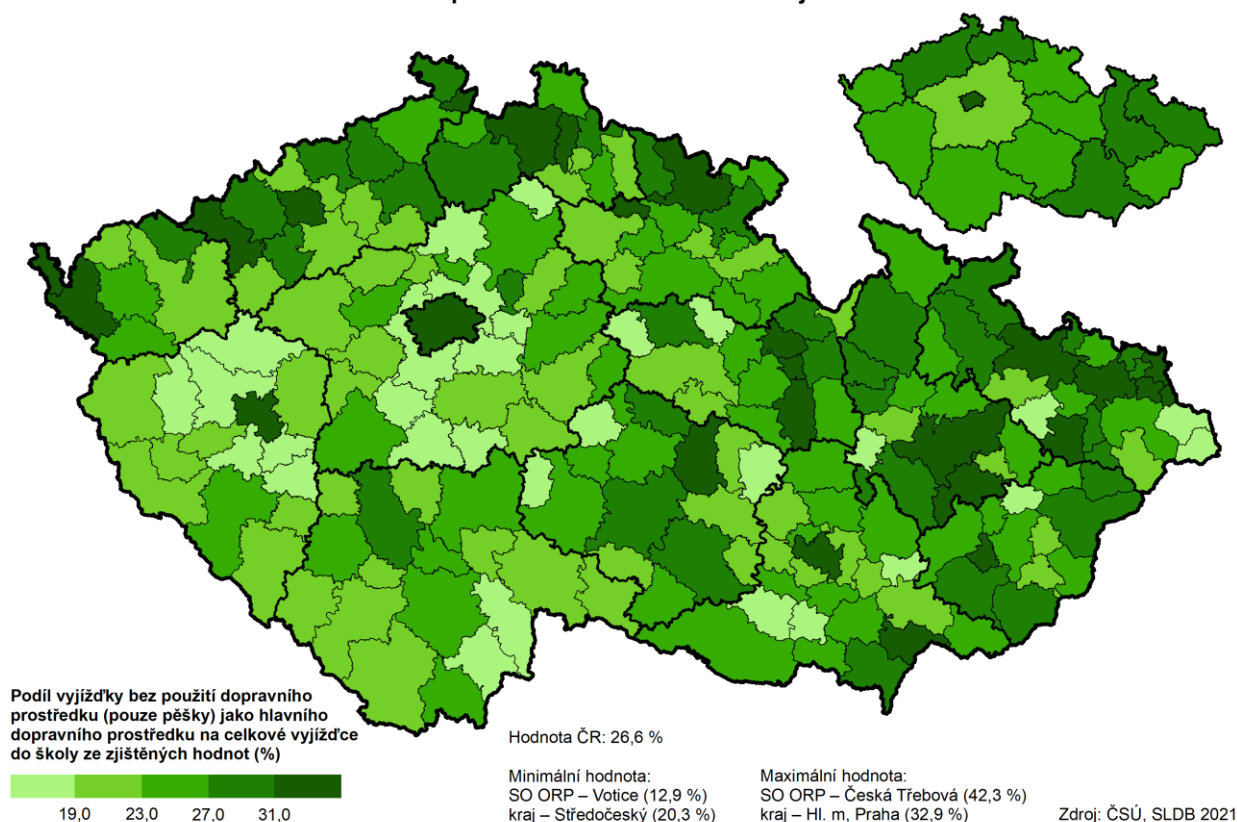 Podíl vyjížďky bez použití dopravního
prostředku (pouze pěšky) jako hlavního
dopravního prostředku na celkové vyjížďce
do školy ze zjištěných hodnot (%)
19,0 23,0 27,0 31,0
Hodnota ČR: 26,6 %
Minimální hodnota:
SO ORP – Votice (12,9 %)
kraj – Středočeský (20,3 %)
Maximální hodnota:
SO ORP – Česká Třebová (42,3 %)
kraj – Hl. m, Praha (32,9 %)
Zdroj: ČSÚ, SLDB 2021